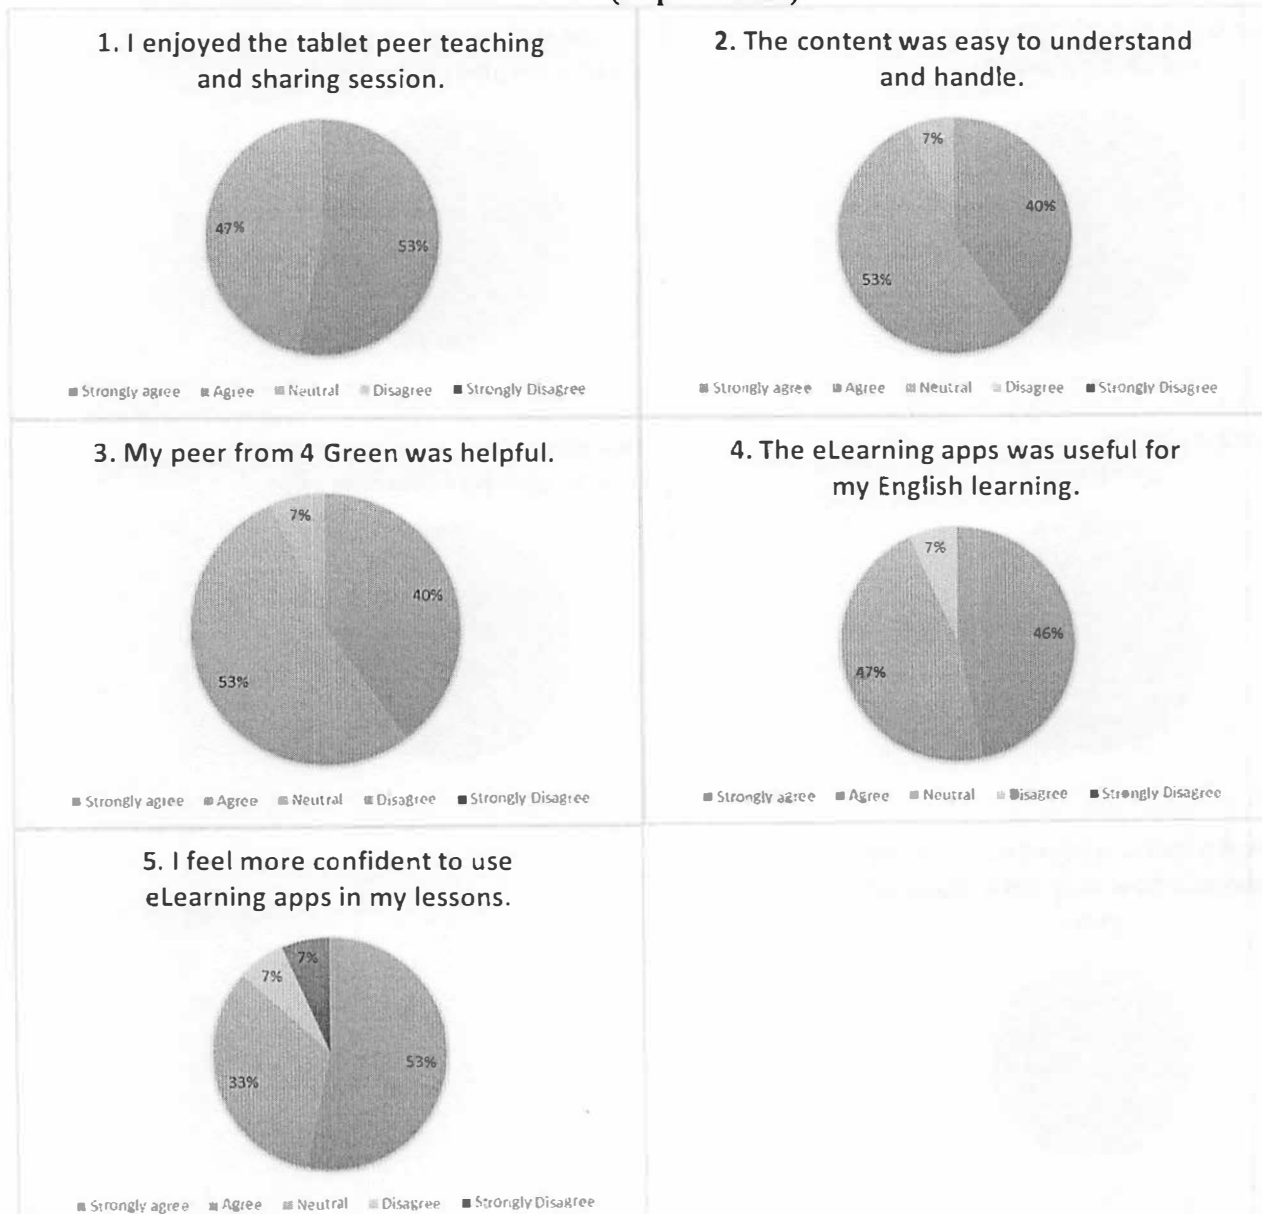 1. I enjoyed the tablet peer teaching
and sharing session.
47%
53%
■ Strongly agree ■ Agree ■ Neutral ■ Disagree ■ Strongly Disagree
2. The content was easy to understand
and handle.
7%
40%
53%
■ Strongly agree ■ Agree ■ Neutral ■ Disagree ■ Strongly Disagree
3. My peer from 4 Green was helpful.
7%
40%
53%
■ Strongly agree ■ Agree ■ Neutral ■ Disagree ■ Strongly Disagree
4. The eLearning apps was useful for
my English learning.
7%
46%
47%
■ Strongly agree ■ Agree ■ Neutral ■ Disagree ■ Strongly Disagree
5. I feel more confident to use
eLearning apps in my lessons.
7%
7%
53%
33%
■ Strongly agree ■ Agree ■ Neutral ■ Disagree ■ Strongly Disagree